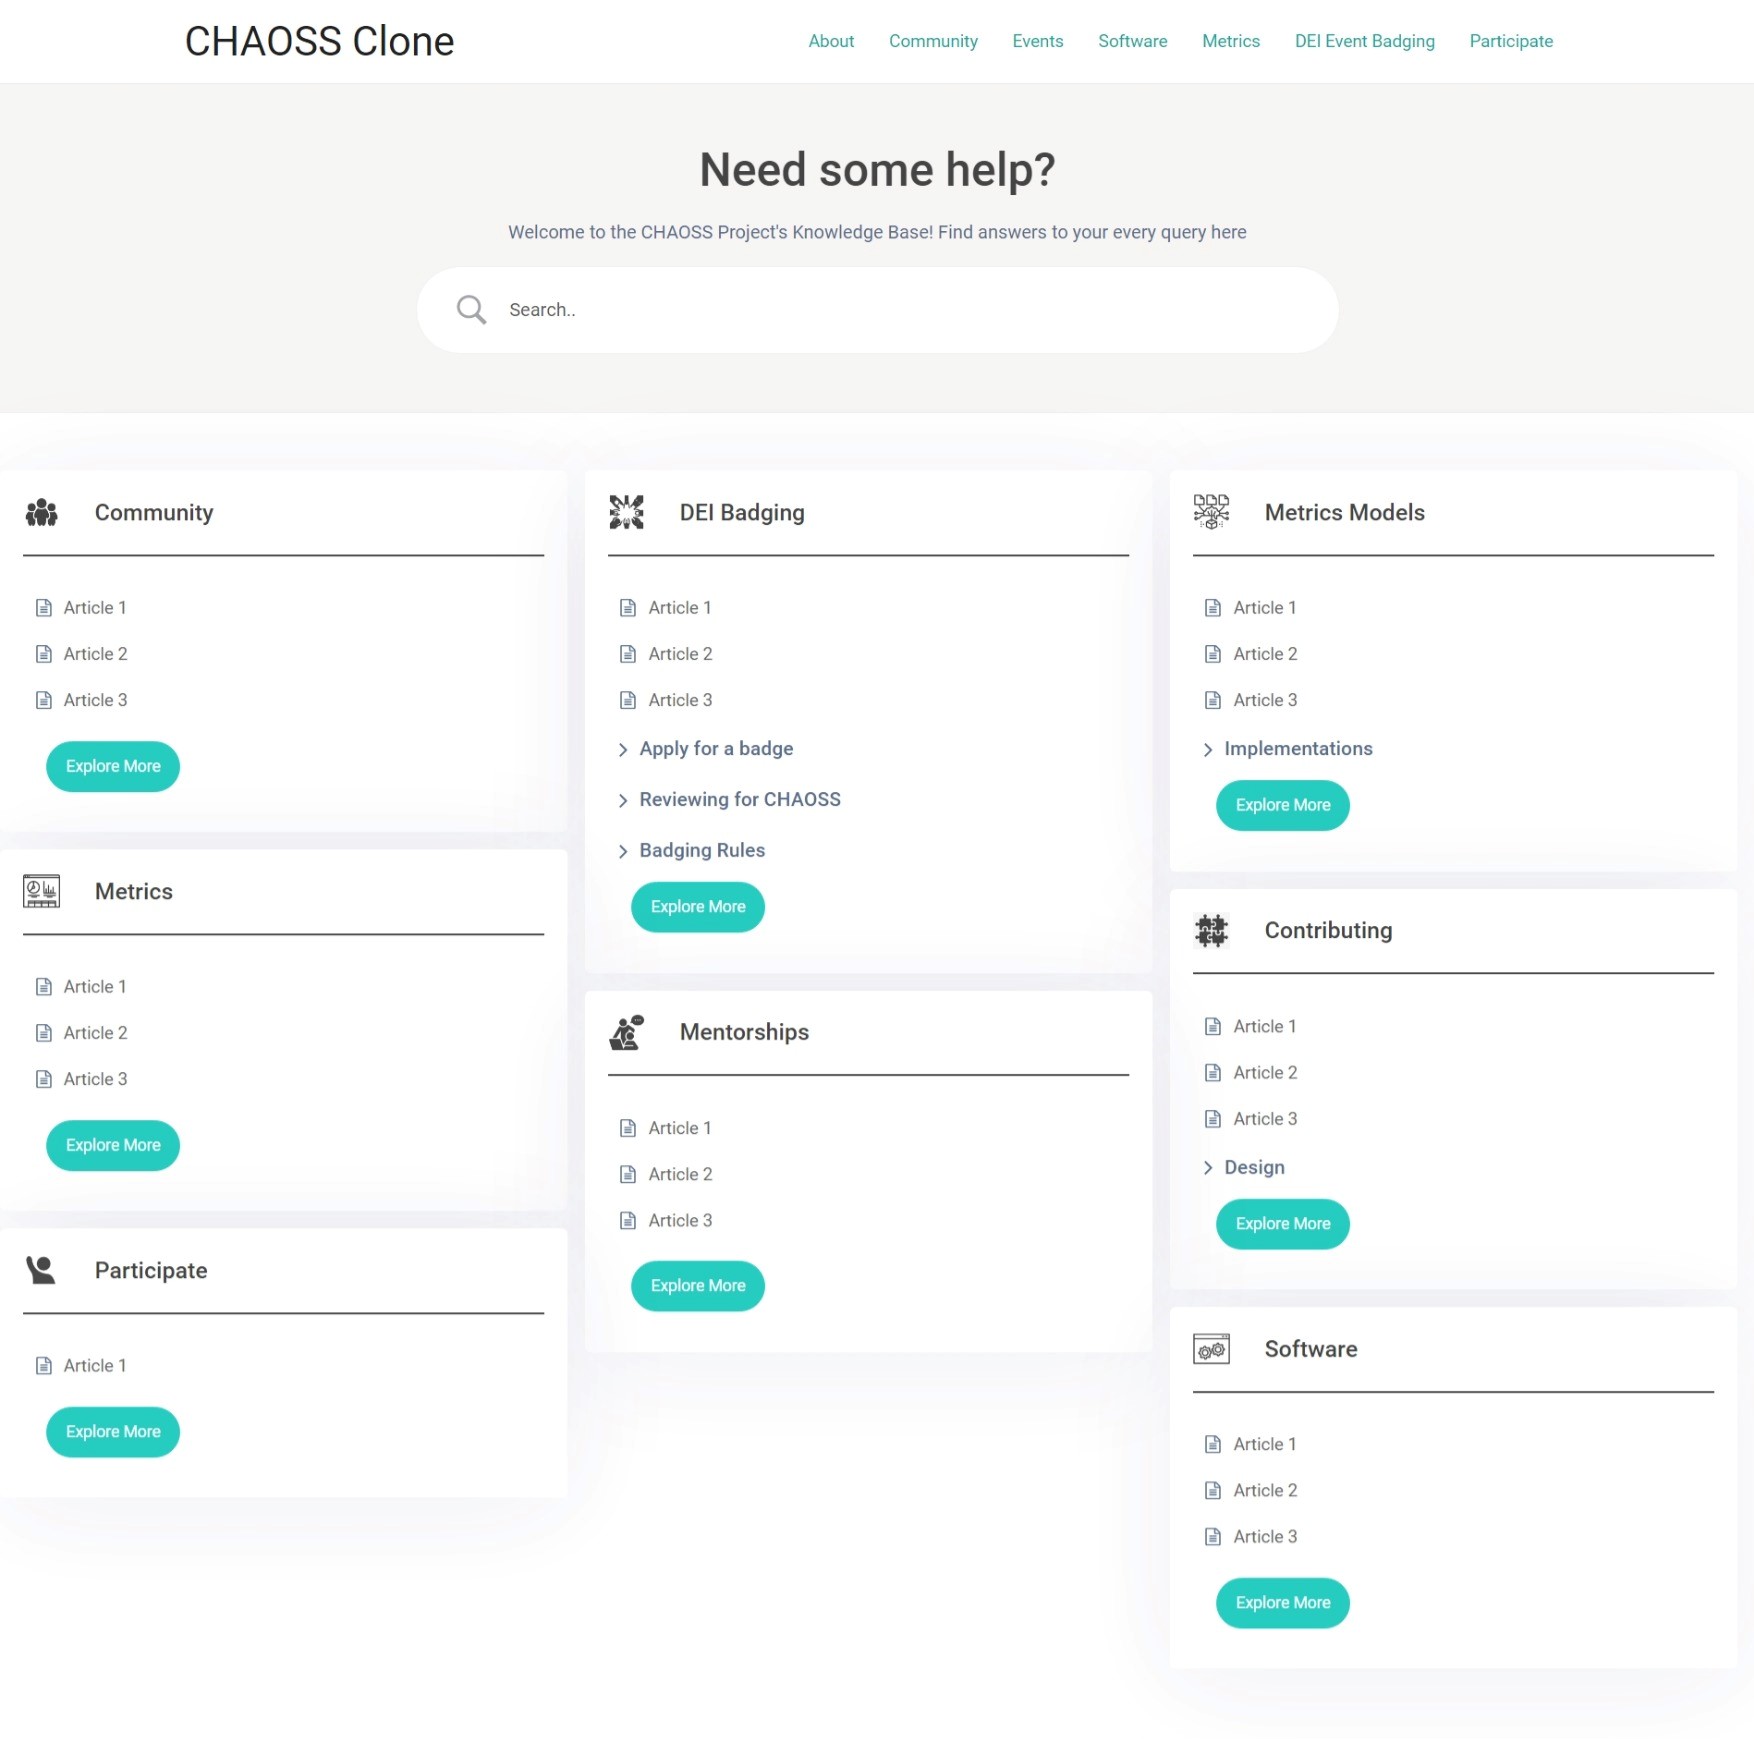 CHAOSS Clone
About Community Events Software Metrics DEI Event Badging Participate
Need some help?
Welcome to the CHAOSS Project's Knowledge Base! Find answers to your every query here
Search..
Community
Article 1
Article 2
Article 3
Explore More
Metrics
Article 1
Article 2
Article 3
Explore More
Participate
Article 1
Explore More
DEI Badging
Article 1
Article 2
Article 3
Apply for a badge
Reviewing for CHAOSS
Badging Rules
Explore More
Mentorships
Article 1
Article 2
Article 3
Explore More
Metrics Models
Article 1
Article 2
Article 3
Implementations
Explore More
Contributing
Article 1
Article 2
Article 3
Design
Explore More
Software
Article 1
Article 2
Article 3
Explore More